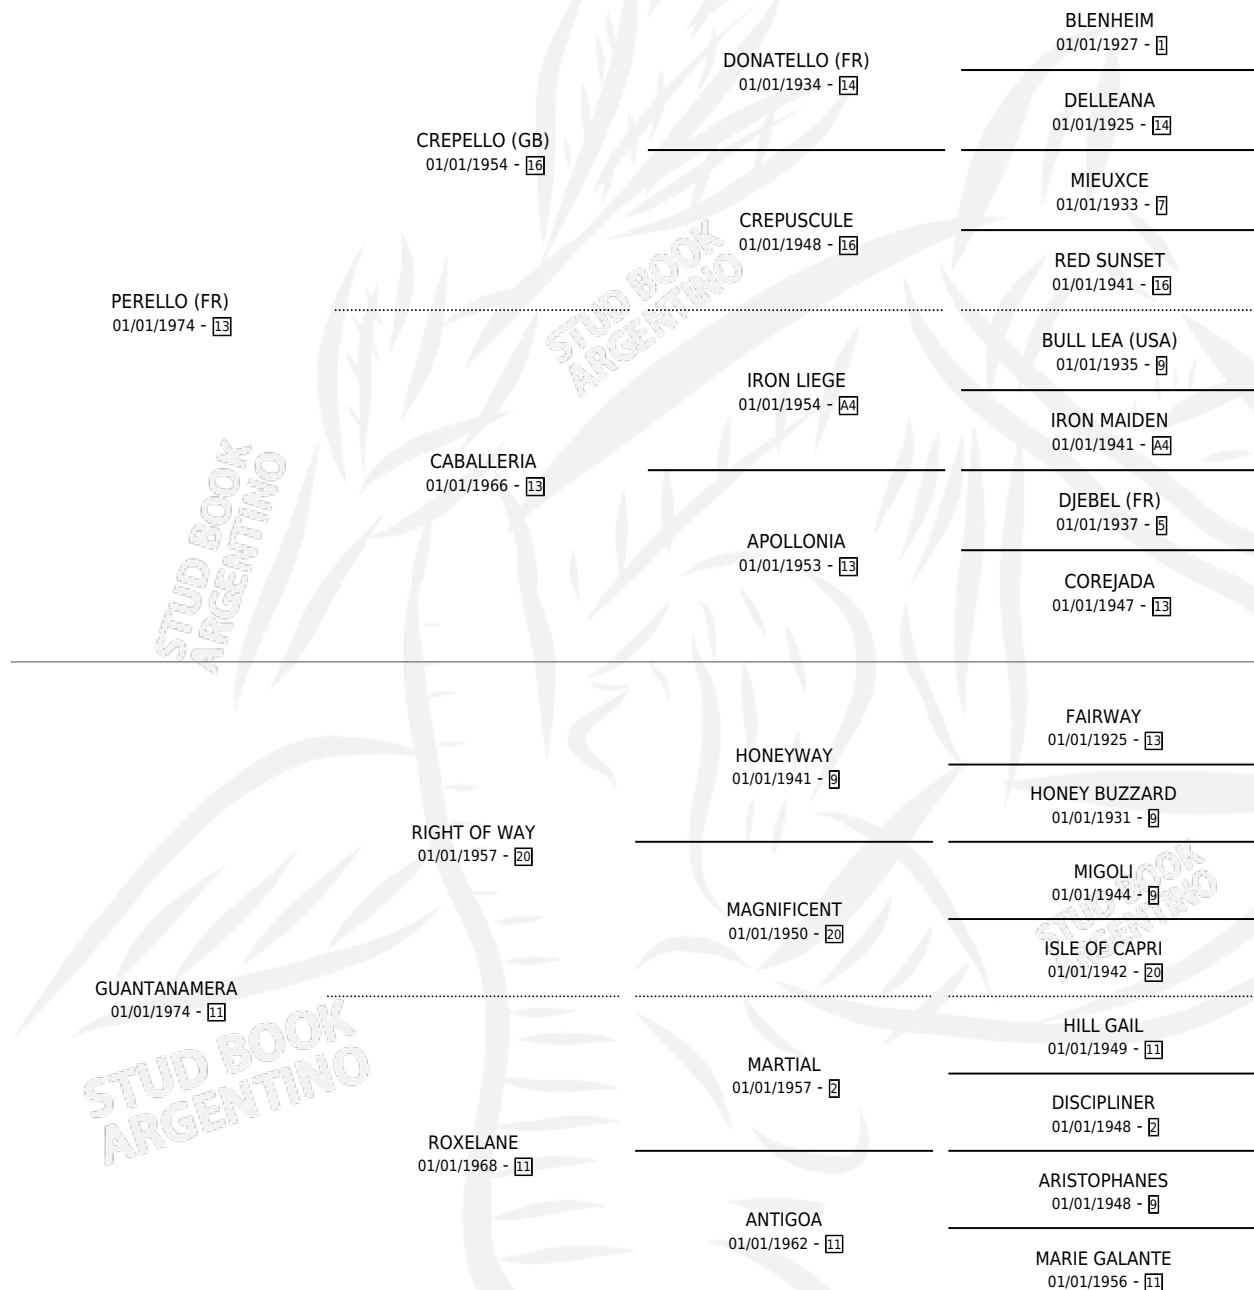 BLENHEIM
01/01/1927 - 1
DONATELLO (FR)
01/01/1934 - 14
DELLEANA
01/01/1925 - 14
CREPELLO (GB)
01/01/1954 - 16
MIEUXCE
01/01/1933 - 7
CREPUSCULE
01/01/1948 - 16
RED SUNSET
01/01/1941 - 16
PERELLO (FR)
01/01/1974 - 13
STUD BOOK
ARGENTINO
BULL LEA (USA)
01/01/1935 - 9
IRON LIEGE
01/01/1954 - A4
IRON MAIDEN
01/01/1941 - A4
CABALLERIA
01/01/1966 - 13
DJEBEL (FR)
01/01/1937 - 5
APOLLONIA
01/01/1953 - 13
COREJADA
01/01/1947 - 13
STUD BOOK
ARGENTINO
FAIRWAY
01/01/1925 - 13
HONEYWAY
01/01/1941 - 9
HONEY BUZZARD
01/01/1931 - 9
RIGHT OF WAY
01/01/1957 - 20
MIGOLI
01/01/1944 - 9
MAGNIFICENT
01/01/1950 - 20
ISLE OF CAPRI
01/01/1942 - 20
STUD BOOK
ARGENTINO
GUANTANAMERA
01/01/1974 - 11
HILL GAIL
01/01/1949 - 11
MARTIAL
01/01/1957 - 2
DISCIPLINER
01/01/1948 - 2
STUD BOOK
ARGENTINO
ROXELANE
01/01/1968 - 11
ARISTOPHANES
01/01/1948 - 9
ANTIGOA
01/01/1962 - 11
MARIE GALANTE
01/01/1956 - 11